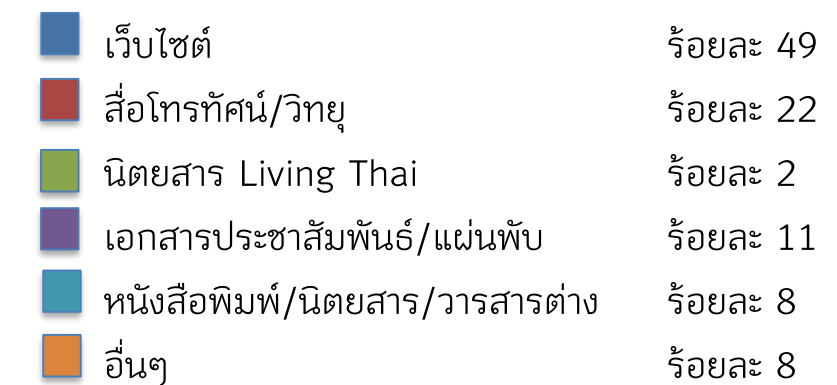 เว็บไซต์ ร้อยละ 49
สื่อโทรทัศน์/วิทยุ ร้อยละ 22
นิตยสาร Living Thai ร้อยละ 2
เอกสารประชาสัมพันธ์/แผ่นพับ ร้อยละ 11
หนังสือพิมพ์/นิตยสาร/วารสารต่าง ร้อยละ 8
อื่นๆ ร้อยละ 8